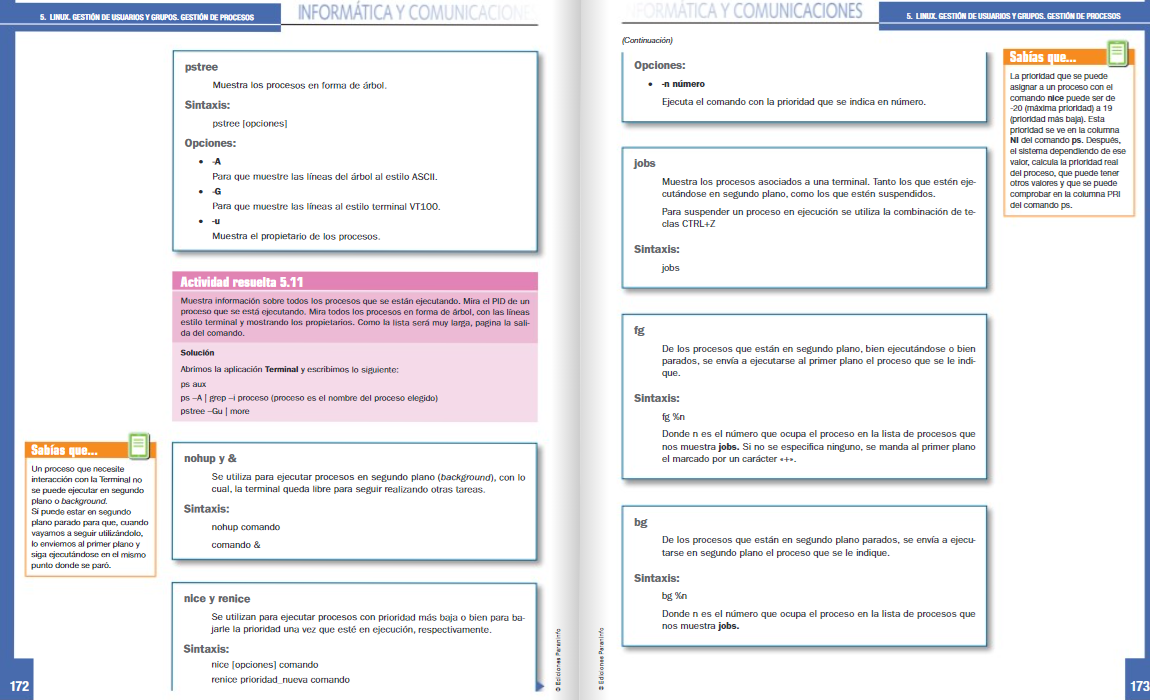 5. LINUX. GESTIÓN DE USUARIOS Y GRUPOS. GESTIÓN DE PROCESOS
INFORMÁTICA Y COMUNICACIONES
pstree
Muestra los procesos en forma de árbol.
Sintaxis:
pstree [opciones]
Opciones:
• -A
Para que muestre las líneas del árbol al estilo ASCII.
• -G
Para que muestre las líneas al estilo terminal VT100.
• -u
Muestra el propietario de los procesos.
Actividad resuelta 5.11
Muestra información sobre todos los procesos que se están ejecutando. Mira el PID de un
proceso que se está ejecutando. Mira todos los procesos en forma de árbol, con las líneas
estilo terminal y mostrando los propietarios. Como la lista será muy larga, pagina la sali-
da del comando.
Solución
Abrimos la aplicación Terminal y escribimos lo siguiente:
ps aux
ps –A | grep –i proceso (proceso es el nombre del proceso elegido)
pstree –Gu | more
Sabías que...
Un proceso que necesite
interacción con la Terminal no
se puede ejecutar en segundo
plano o background.
Sí puede estar en segundo
plano parado para que, cuando
vayamos a seguir utilizándolo,
lo enviemos al primer plano y
siga ejecutándose en el mismo
punto donde se paró.
nohup y &
Se utiliza para ejecutar procesos en segundo plano (background), con lo
cual, la terminal queda libre para seguir realizando otras tareas.
Sintaxis:
nohup comando
comando &
nice y renice
Se utilizan para ejecutar procesos con prioridad más baja o bien para ba-
jarle la prioridad una vez que esté en ejecución, respectivamente.
Sintaxis:
nice [opciones] comando
renice prioridad_nueva comando
© Ediciones Paraninfo
172
FORMÁTICA Y COMUNICACIONES
5. LINUX. GESTIÓN DE USUARIOS Y GRUPOS. GESTIÓN DE PROCESOS
(Continuación)
Opciones:
• -n número
Ejecuta el comando con la prioridad que se indica en número.
jobs
Muestra los procesos asociados a una terminal. Tanto los que estén eje-
cutándose en segundo plano, como los que estén suspendidos.
Para suspender un proceso en ejecución se utiliza la combinación de te-
clas CTRL+Z
Sintaxis:
jobs
fg
De los procesos que están en segundo plano, bien ejecutándose o bien
parados, se envía a ejecutarse al primer plano el proceso que se le indi-
que.
Sintaxis:
fg %n
Donde n es el número que ocupa el proceso en la lista de procesos que
nos muestra jobs. Si no se especifica ninguno, se manda al primer plano
el marcado por un carácter «+».
bg
De los procesos que están en segundo plano parados, se envía a ejecu-
tarse en segundo plano el proceso que se le indique.
Sintaxis:
bg %n
Donde n es el número que ocupa el proceso en la lista de procesos que
nos muestra jobs.
Sabías que...
La prioridad que se puede
asignar a un proceso con el
comando nice puede ser de
-20 (máxima prioridad) a 19
(prioridad más baja). Esta
prioridad se ve en la columna
NI del comando ps. Después,
el sistema dependiendo de ese
valor, calcula la prioridad real
del proceso, que puede tener
otros valores y que se puede
comprobar en la columna PRI
del comando ps.
© Ediciones Paraninfo
173